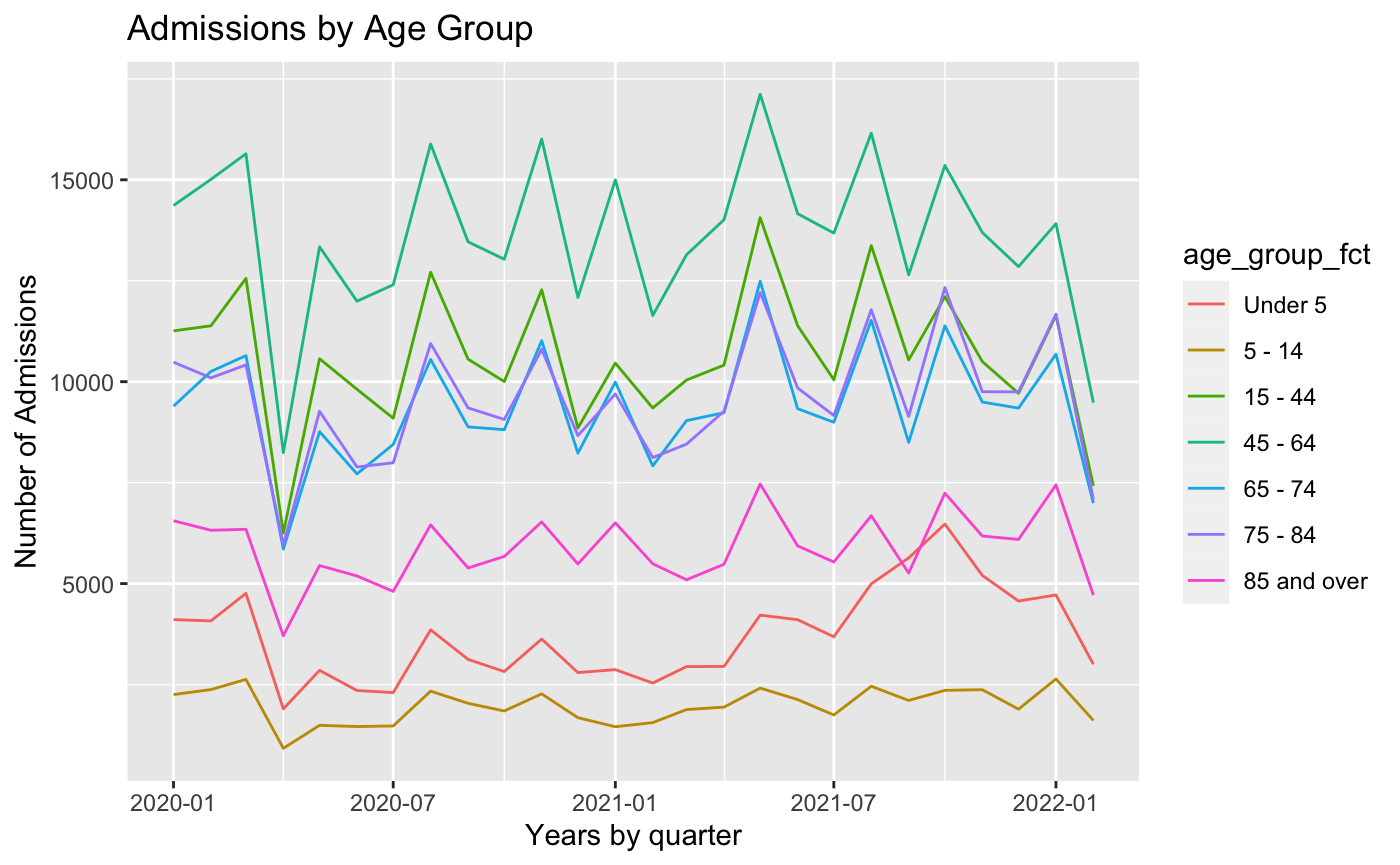 Admissions by Age Group
Number of Admissions
15000
10000
5000
2020-01 2020-07 2021-01 2021-07 2022-01
Years by quarter
age_group_fct
Under 5
5 - 14
15 - 44
45 - 64
65 - 74
75 - 84
85 and over